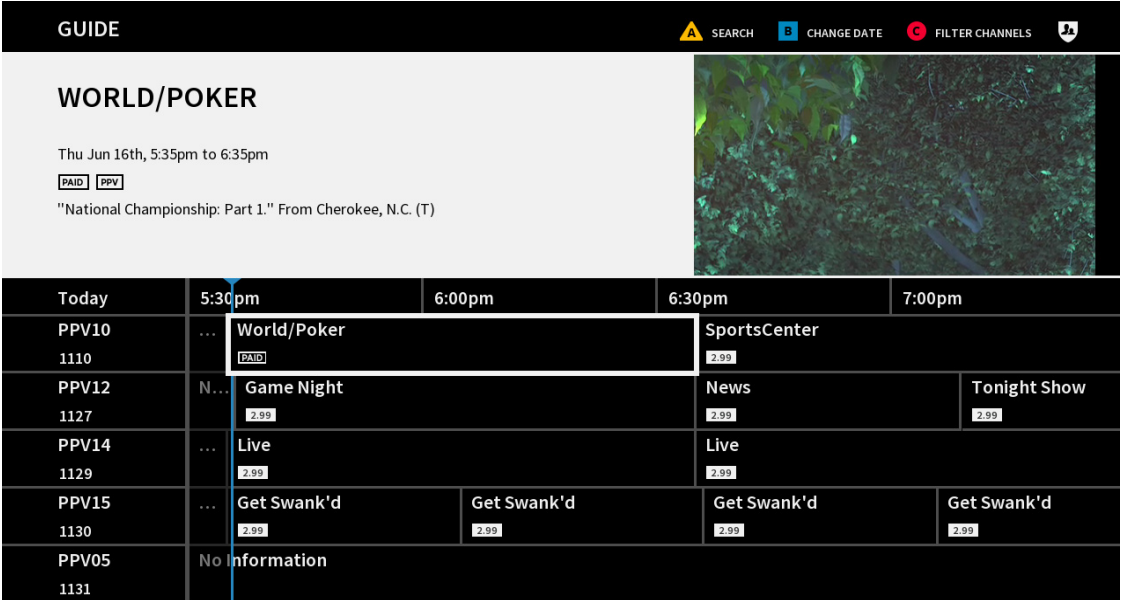 GUIDE
A SEARCH B CHANGE DATE C FILTER CHANNELS
WORLD/POKER
Thu Jun 16th, 5:35pm to 6:35pm
PAID PPV
"National Championship: Part 1." From Cherokee, N.C. (T)
Today 5:30pm 6:00pm 6:30pm 7:00pm
PPV10 ... World/Poker SportsCenter
1110 PAID 2.99
PPV12 N... Game Night News Tonight Show
1127 2.99 2.99 2.99
PPV14 ... Live Live
1129 2.99 2.99
PPV15 ... Get Swank'd Get Swank'd Get Swank'd Get Swank'd
1130 2.99 2.99 2.99 2.99
PPV05 No Information
1131